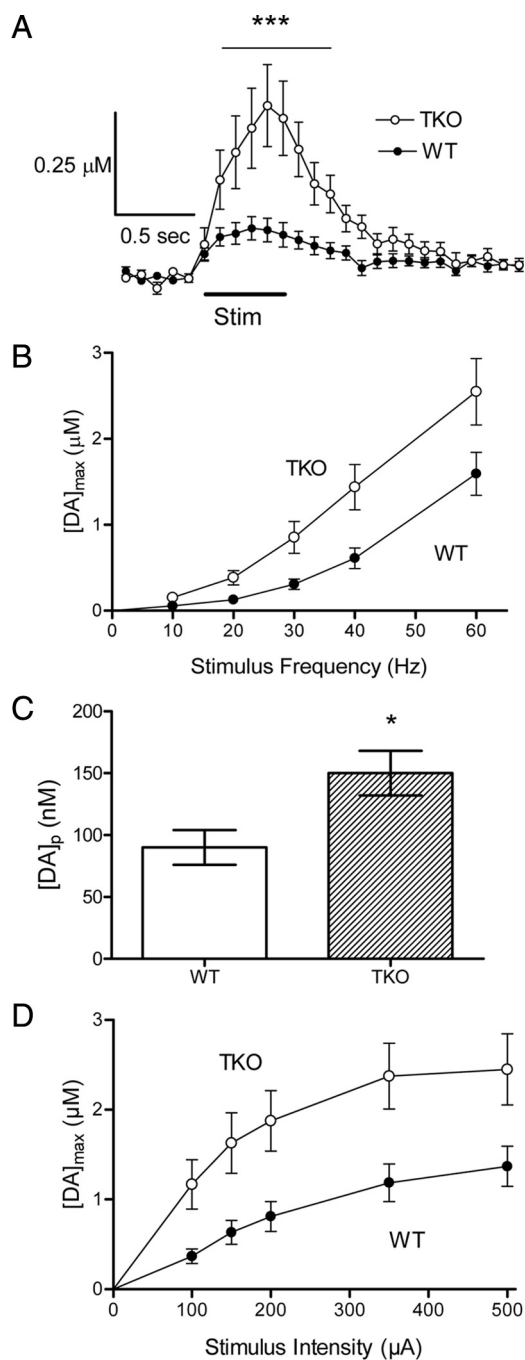 A
***
TKO
WT
0.25 μM
0.5 sec
Stim
B
[DA]max (μM)
3
2
1
0
TKO
WT
0 10 20 30 40 50 60
Stimulus Frequency (Hz)
C
[DA]p (nM)
200
150
100
50
0
*
WT TKO
D
[DA]max (μM)
3
2
1
0
TKO
WT
0 100 200 300 400 500
Stimulus Intensity (μA)